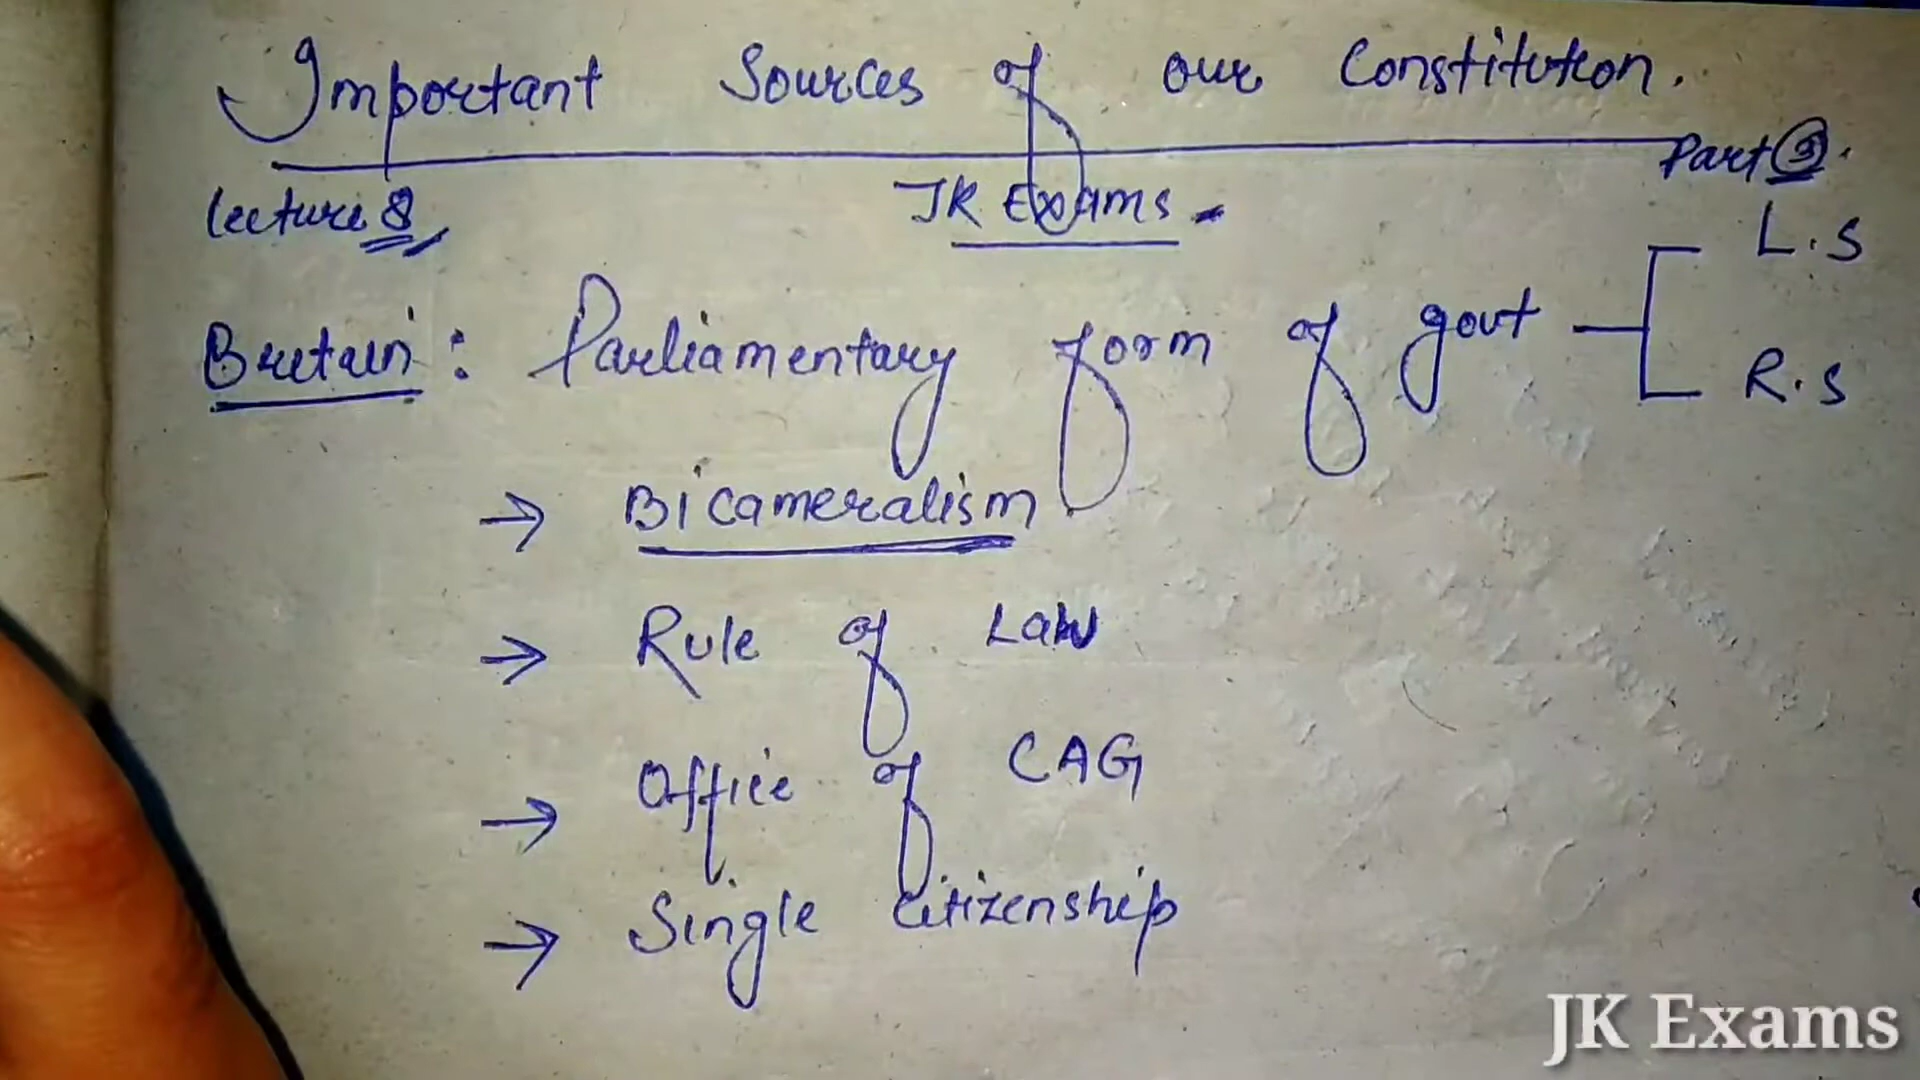 Important Sources of our Constitution.
Part
Lecture 8
JK Exams
L.S
Britain : Parliamentary form of govt
R.S
→ Bicameralism
→ Rule of Law
→ Office of CAG
→ Single citizenship
JK Exams